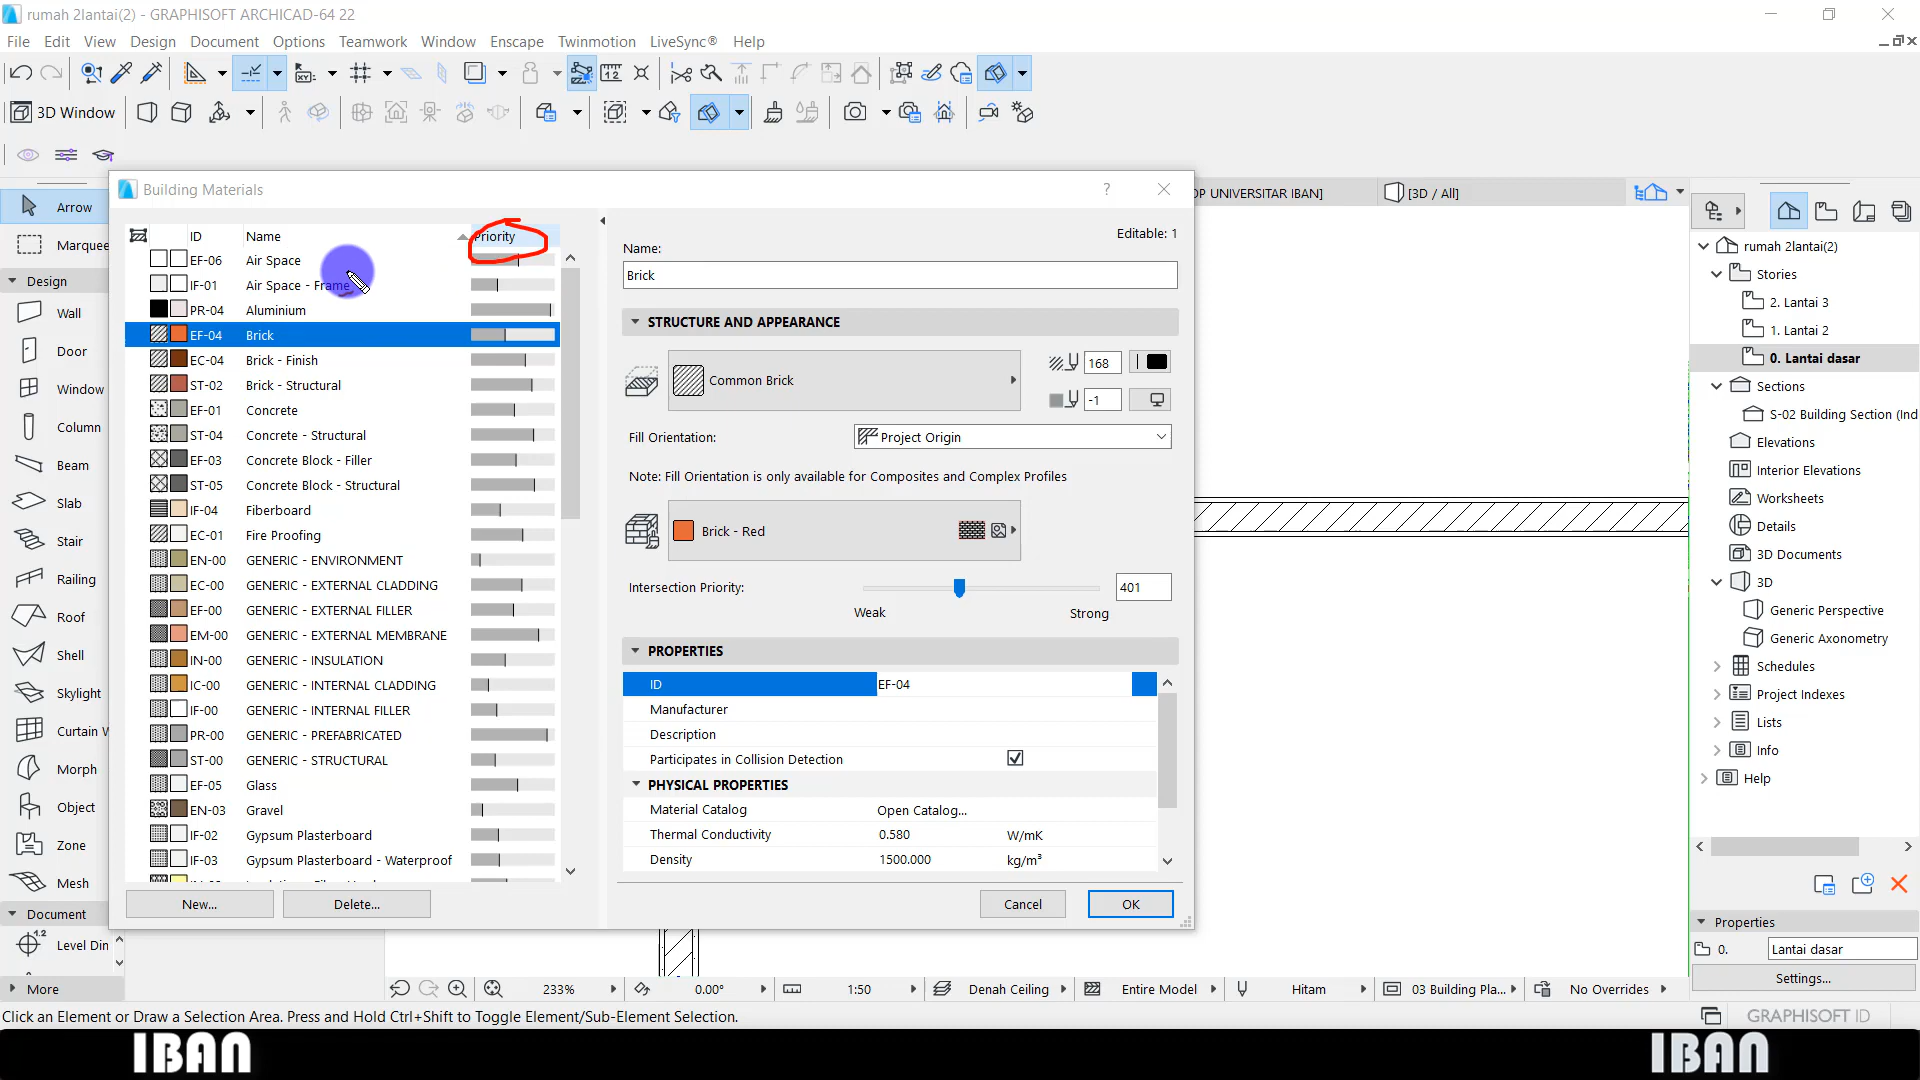 rumah 2lantai(2) - GRAPHISOFT ARCHICAD-64 22
File Edit View Design Document Options Teamwork Window Enscape Twinmotion LiveSync® Help
3D Window
Building Materials ?
OP UNIVERSITAR IBAN] [3D / All]
Arrow
Marquee
Design
Wall
Door
Window
Column
Beam
Slab
Stair
Railing
Roof
Shell
Skylight
Curtain W
Morph
Object
Zone
Mesh
Document
1.2
Level Din
More
ID Name Priority
EF-06 Air Space
IF-01 Air Space - Frame
PR-04 Aluminium
EF-04 Brick
EC-04 Brick - Finish
ST-02 Brick - Structural
EF-01 Concrete
ST-04 Concrete - Structural
EF-03 Concrete Block - Filler
ST-05 Concrete Block - Structural
IF-04 Fiberboard
EC-01 Fire Proofing
EN-00 GENERIC - ENVIRONMENT
EC-00 GENERIC - EXTERNAL CLADDING
EF-00 GENERIC - EXTERNAL FILLER
EM-00 GENERIC - EXTERNAL MEMBRANE
IN-00 GENERIC - INSULATION
IC-00 GENERIC - INTERNAL CLADDING
IF-00 GENERIC - INTERNAL FILLER
PR-00 GENERIC - PREFABRICATED
ST-00 GENERIC - STRUCTURAL
EF-05 Glass
EN-03 Gravel
IF-02 Gypsum Plasterboard
IF-03 Gypsum Plasterboard - Waterproof
New... Delete...
Editable: 1
Name:
Brick
STRUCTURE AND APPEARANCE
Common Brick 168
-1
Fill Orientation: Project Origin
Note: Fill Orientation is only available for Composites and Complex Profiles
Brick - Red
Intersection Priority: 401
Weak Strong
PROPERTIES
ID EF-04
Manufacturer
Description
Participates in Collision Detection
PHYSICAL PROPERTIES
Material Catalog Open Catalog...
Thermal Conductivity 0.580 W/mK
Density 1500.000 kg/m³
Cancel OK
rumah 2lantai(2)
Stories
2. Lantai 3
1. Lantai 2
0. Lantai dasar
Sections
S-02 Building Section (Ind
Elevations
Interior Elevations
Worksheets
Details
3D Documents
3D
Generic Perspective
Generic Axonometry
Schedules
Project Indexes
Lists
Info
Help
Properties
0. Lantai dasar
Settings...
233% 0.00° 1:50 Denah Ceiling Entire Model Hitam 03 Building Pla... No Overrides
Click an Element or Draw a Selection Area. Press and Hold Ctrl+Shift to Toggle Element/Sub-Element Selection.
GRAPHISOFT ID
IBAN IBAN